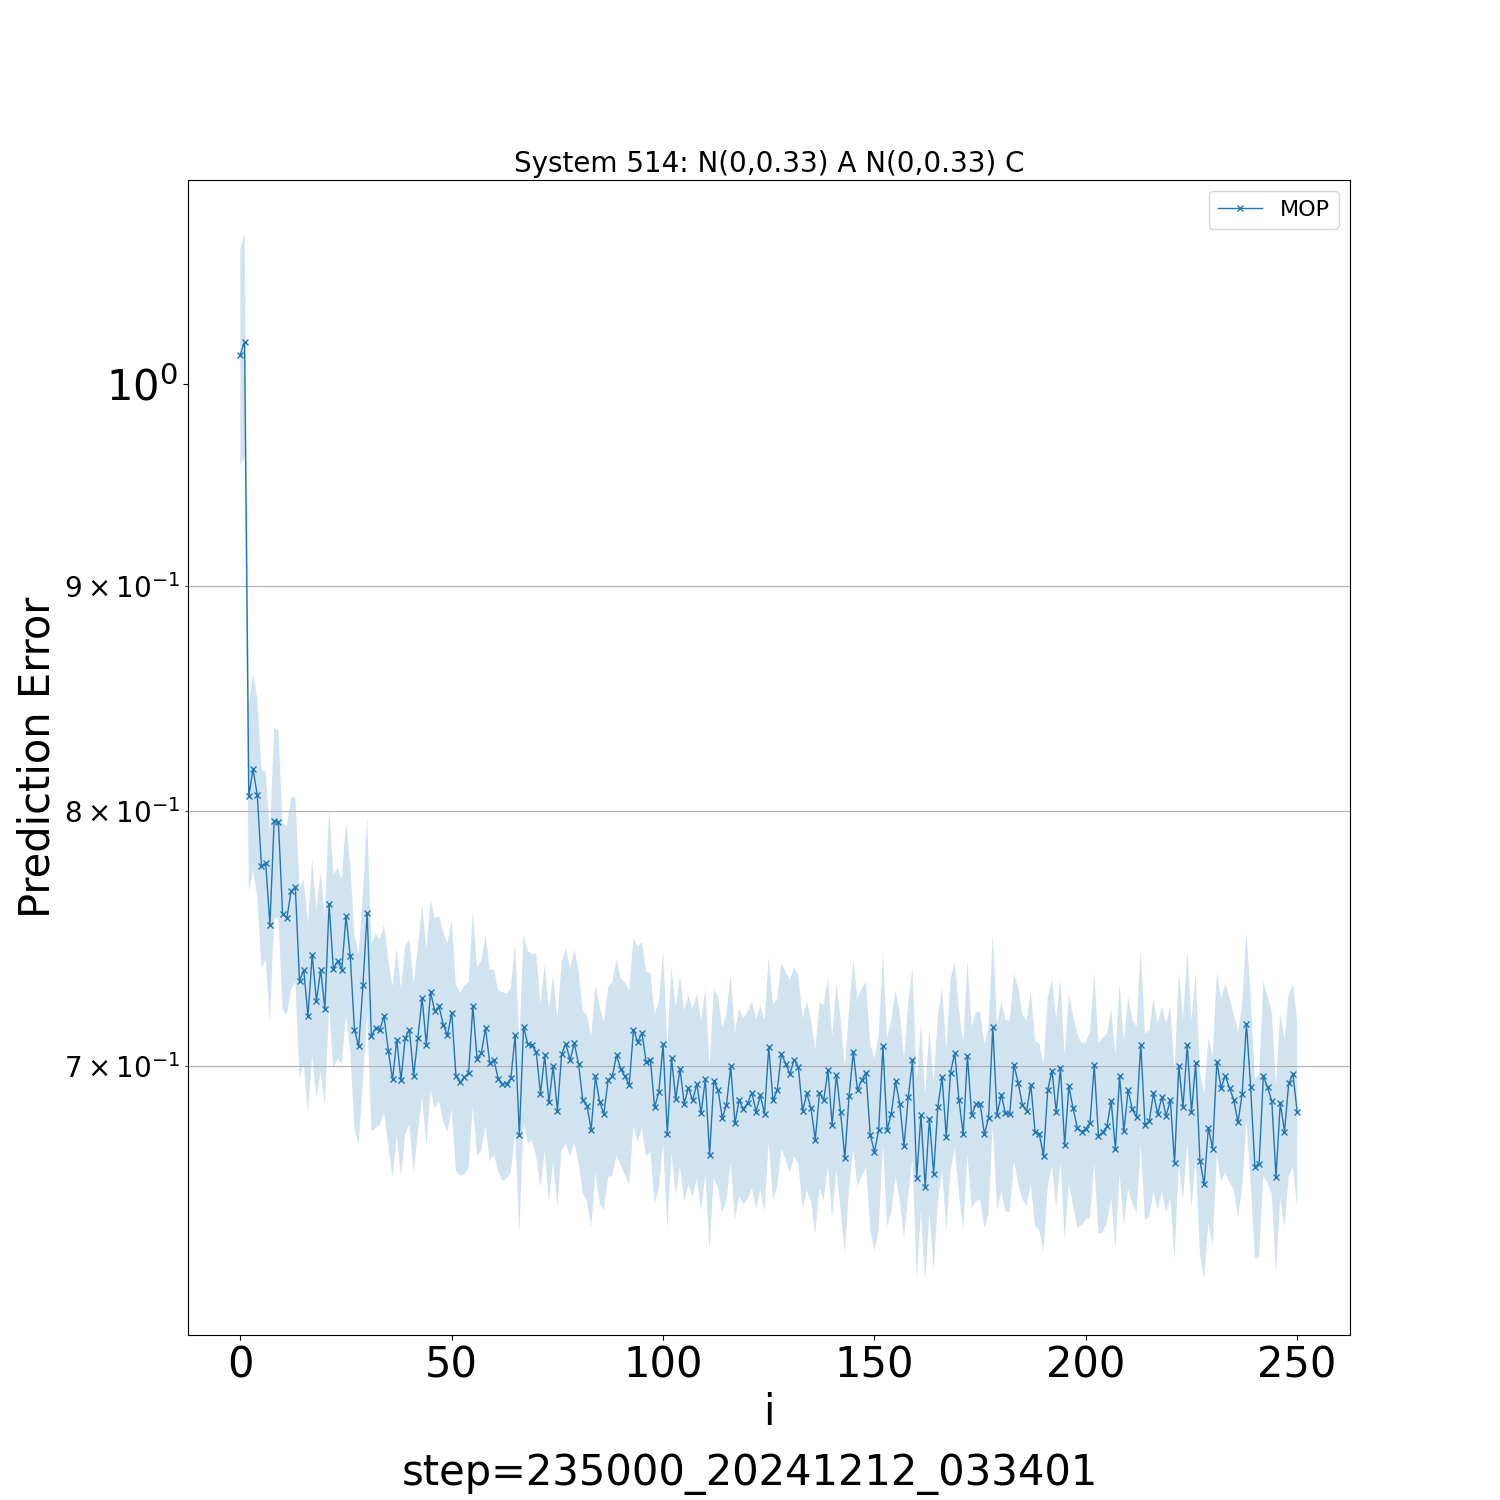 System 514: N(0,0.33) A N(0,0.33) C
MOP
10⁰
9 × 10⁻¹
8 × 10⁻¹
7 × 10⁻¹
Prediction Error
0 50 100 150 200 250
i
step=235000_20241212_033401